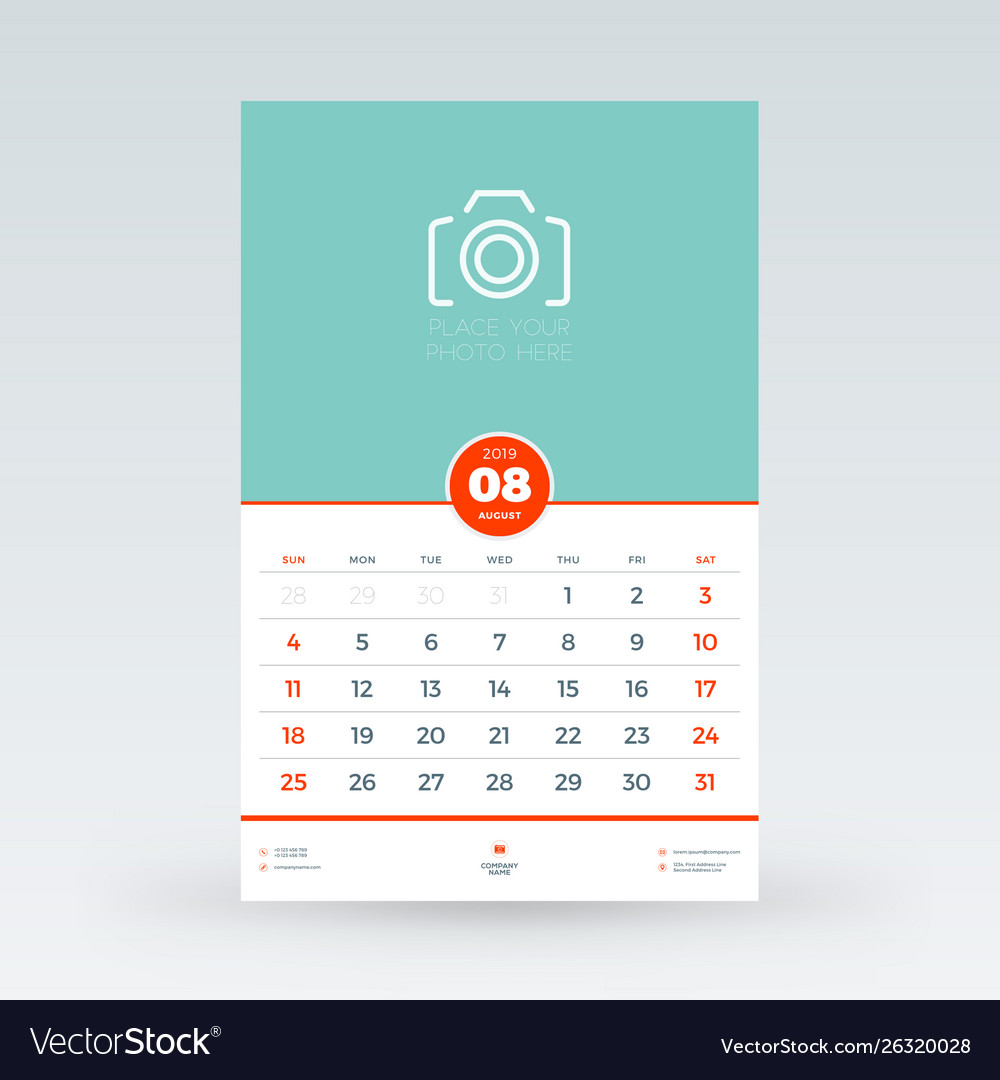 PLACE YOUR
PHOTO HERE
2019
08
AUGUST
SUN MON TUE WED THU FRI SAT
28 29 30 31 1 2 3
4 5 6 7 8 9 10
11 12 13 14 15 16 17
18 19 20 21 22 23 24
25 26 27 28 29 30 31
+0 123 456 789
+0 123 456 789
companyname.com
COMPANY
NAME
lorem.ipsum@company.com
1234, First Address Line
Second Address Line
VectorStock®
VectorStock.com/26320028